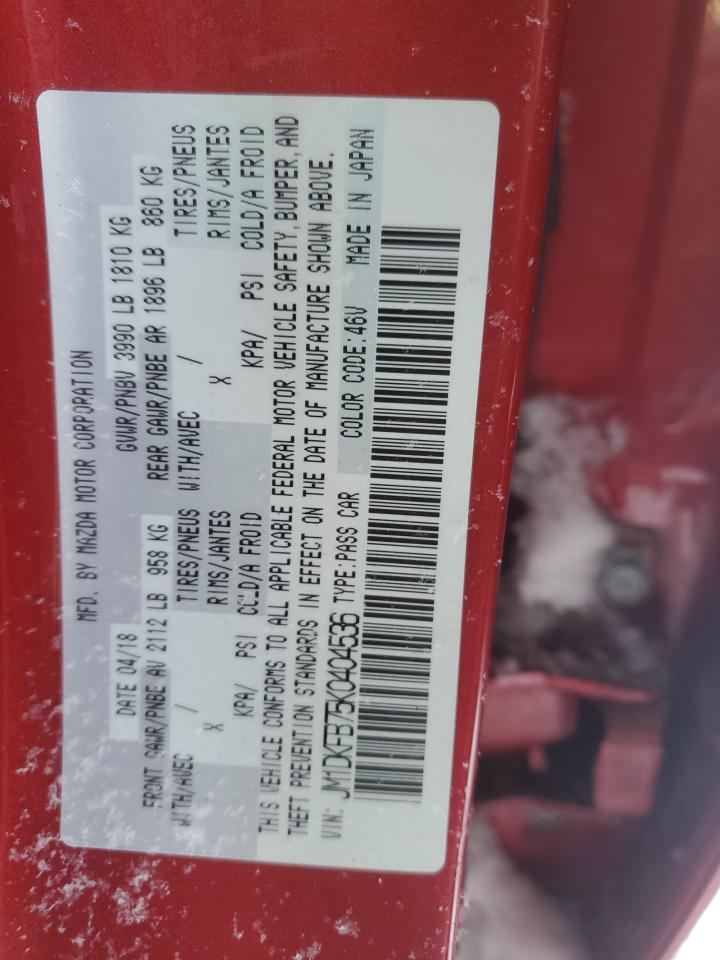 MFD. BY MAZDA MOTOR CORPORATION
DATE 04/18 GVWR/PNBV 3990 LB 1810 KG
FRONT GAWR/PNBE AV 2112 LB 958 KG REAR GAWR/PNBE AR 1896 LB 860 KG
WITH/AVEC / TIRES/PNEUS WITH/AVEC / TIRES/PNEUS
X RIMS/JANTES X RIMS/JANTES
KPA/ PSI COLD/A FROID KPA/ PSI COLD/A FROID
THIS VEHICLE CONFORMS TO ALL APPLICABLE FEDERAL MOTOR VEHICLE SAFETY, BUMPER, AND
THEFT PREVENTION STANDARDS IN EFFECT ON THE DATE OF MANUFACTURE SHOWN ABOVE.
VIN: JM1DKFB75K0404536 TYPE:PASS CAR COLOR CODE:46V MADE IN JAPAN